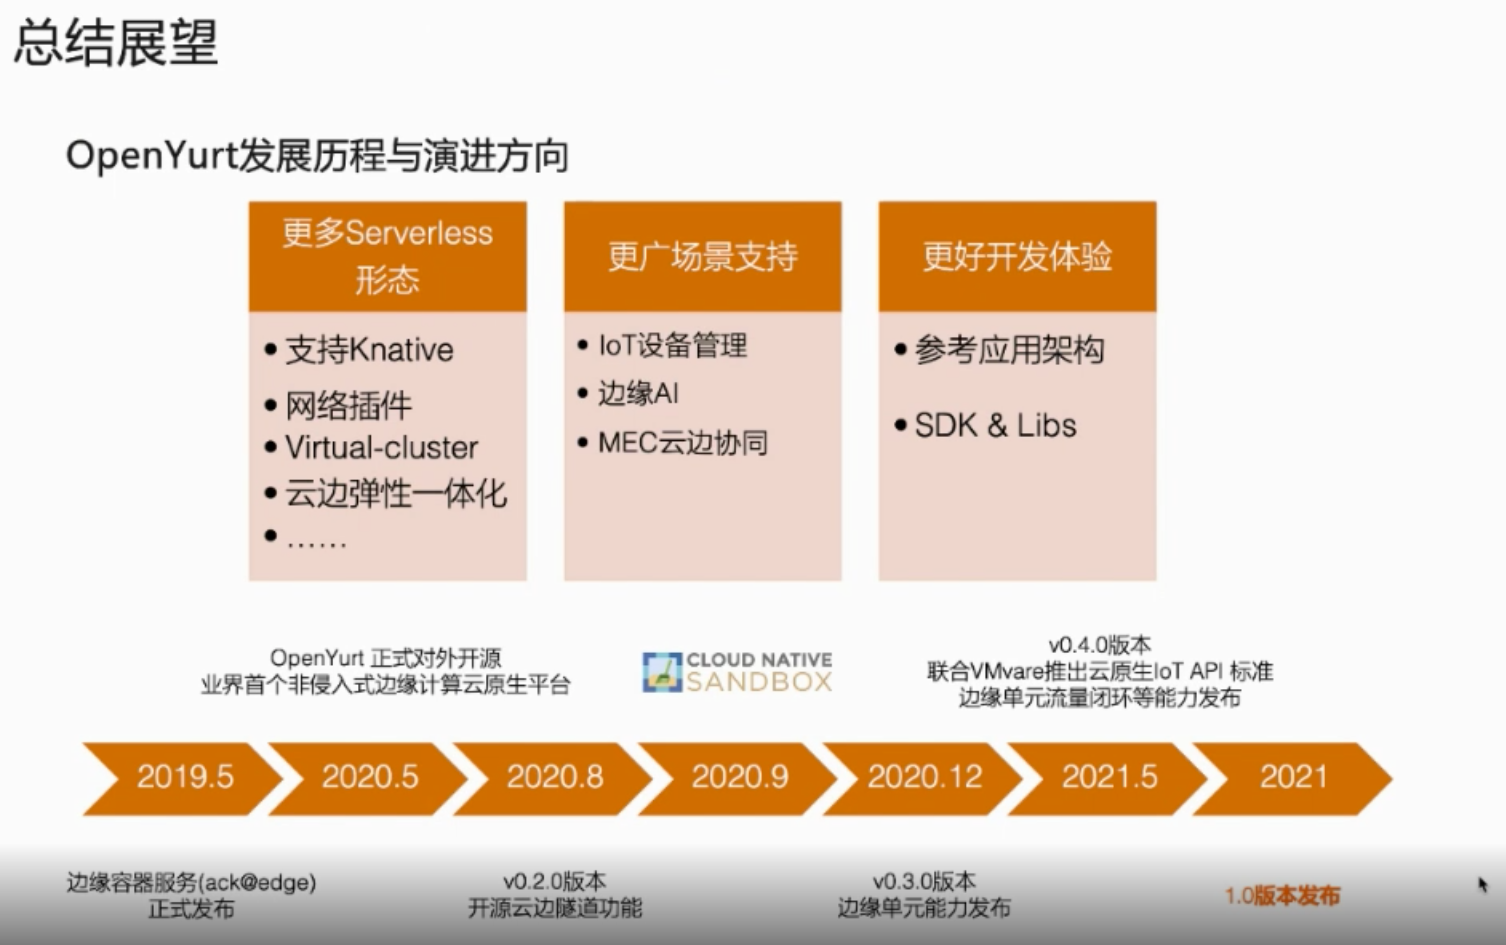 总结展望
OpenYurt发展历程与演进方向
更多Serverless
形态
• 支持Knative
• 网络插件
• Virtual-cluster
• 云边弹性一体化
• ……
更广场景支持
• IoT设备管理
• 边缘AI
• MEC云边协同
更好开发体验
• 参考应用架构
• SDK & Libs
OpenYurt 正式对外开源
业界首个非侵入式边缘计算云原生平台
CLOUD NATIVE
SANDBOX
v0.4.0版本
联合VMvare推出云原生IoT API 标准
边缘单元流量闭环等能力发布
2019.5
2020.5
2020.8
2020.9
2020.12
2021.5
2021
边缘容器服务(ack@edge)
正式发布
v0.2.0版本
开源云边隧道功能
v0.3.0版本
边缘单元能力发布
1.0版本发布